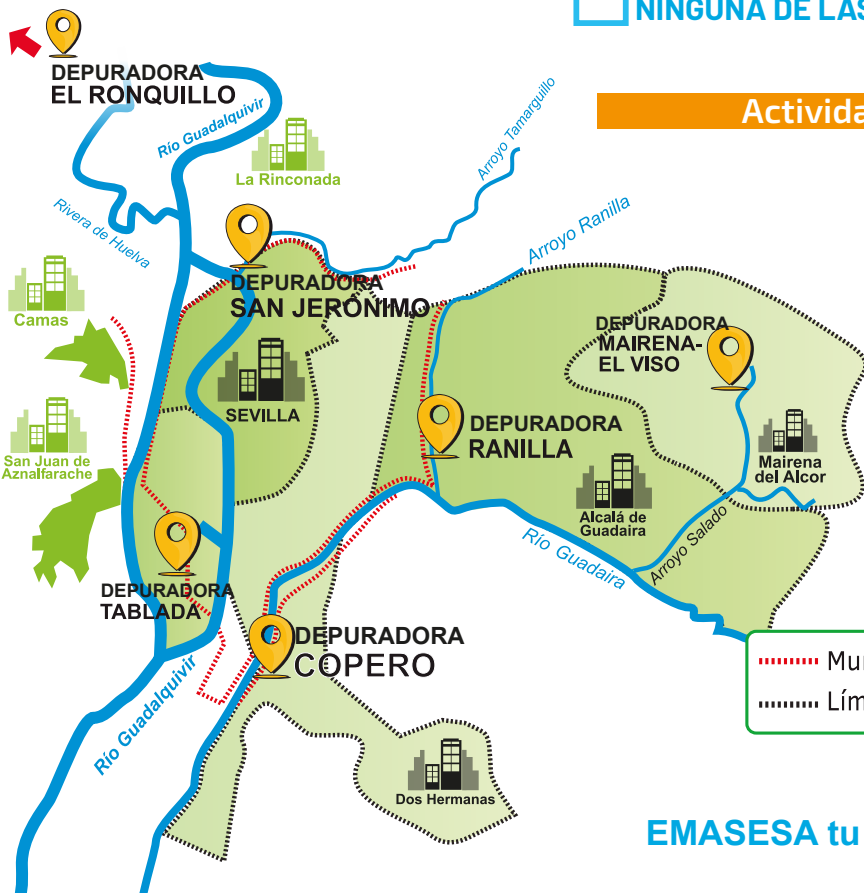 NINGUNA DE LAS
DEPURADORA
EL RONQUILLO
Activida
Río Guadalquivir
La Rinconada
Arroyo Tamarguillo
Rivera de Huelva
Arroyo Ranilla
DEPURADORA
SAN JERÓNIMO
Camas
DEPURADORA
MAIRENA-
EL VISO
SEVILLA
DEPURADORA
RANILLA
San Juan de
Aznalfarache
Mairena
del Alcor
Alcalá de
Guadaira
Río Guadaira
Arroyo Salado
DEPURADORA
TABLADA
DEPURADORA
COPERO
Río Guadalquivir
Mur
Lím
Dos Hermanas
EMASESA tu